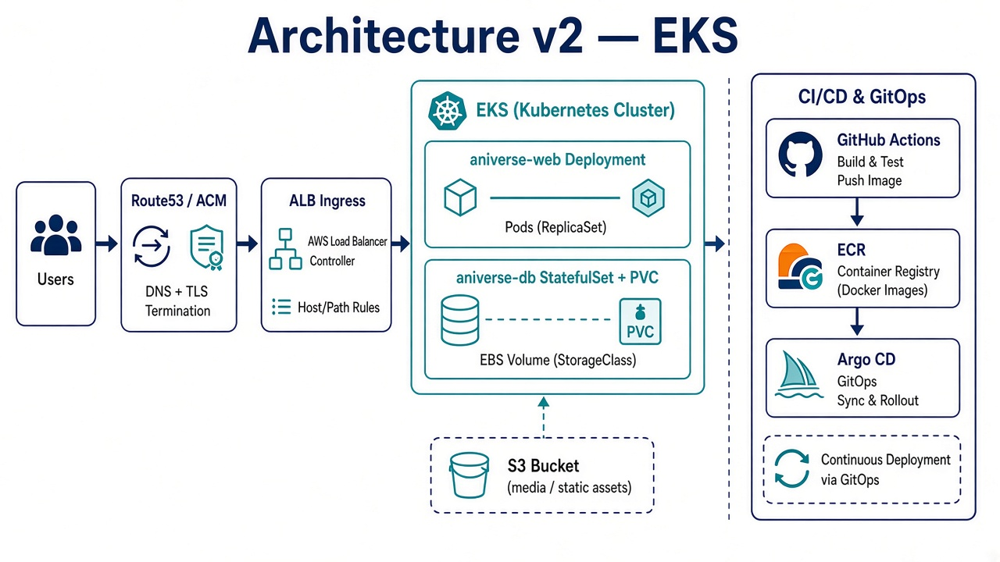 Architecture v2 — EKS
Users
Route53 / ACM
DNS + TLS
Termination
ALB Ingress
AWS Load Balancer
Controller
Host/Path Rules
EKS (Kubernetes Cluster)
aniverse-web Deployment
Pods (ReplicaSet)
aniverse-db StatefulSet + PVC
PVC
EBS Volume (StorageClass)
S3 Bucket
(media / static assets)
CI/CD & GitOps
GitHub Actions
Build & Test
Push Image
ECR
Container Registry
(Docker Images)
Argo CD
GitOps
Sync & Rollout
Continuous Deployment
via GitOps